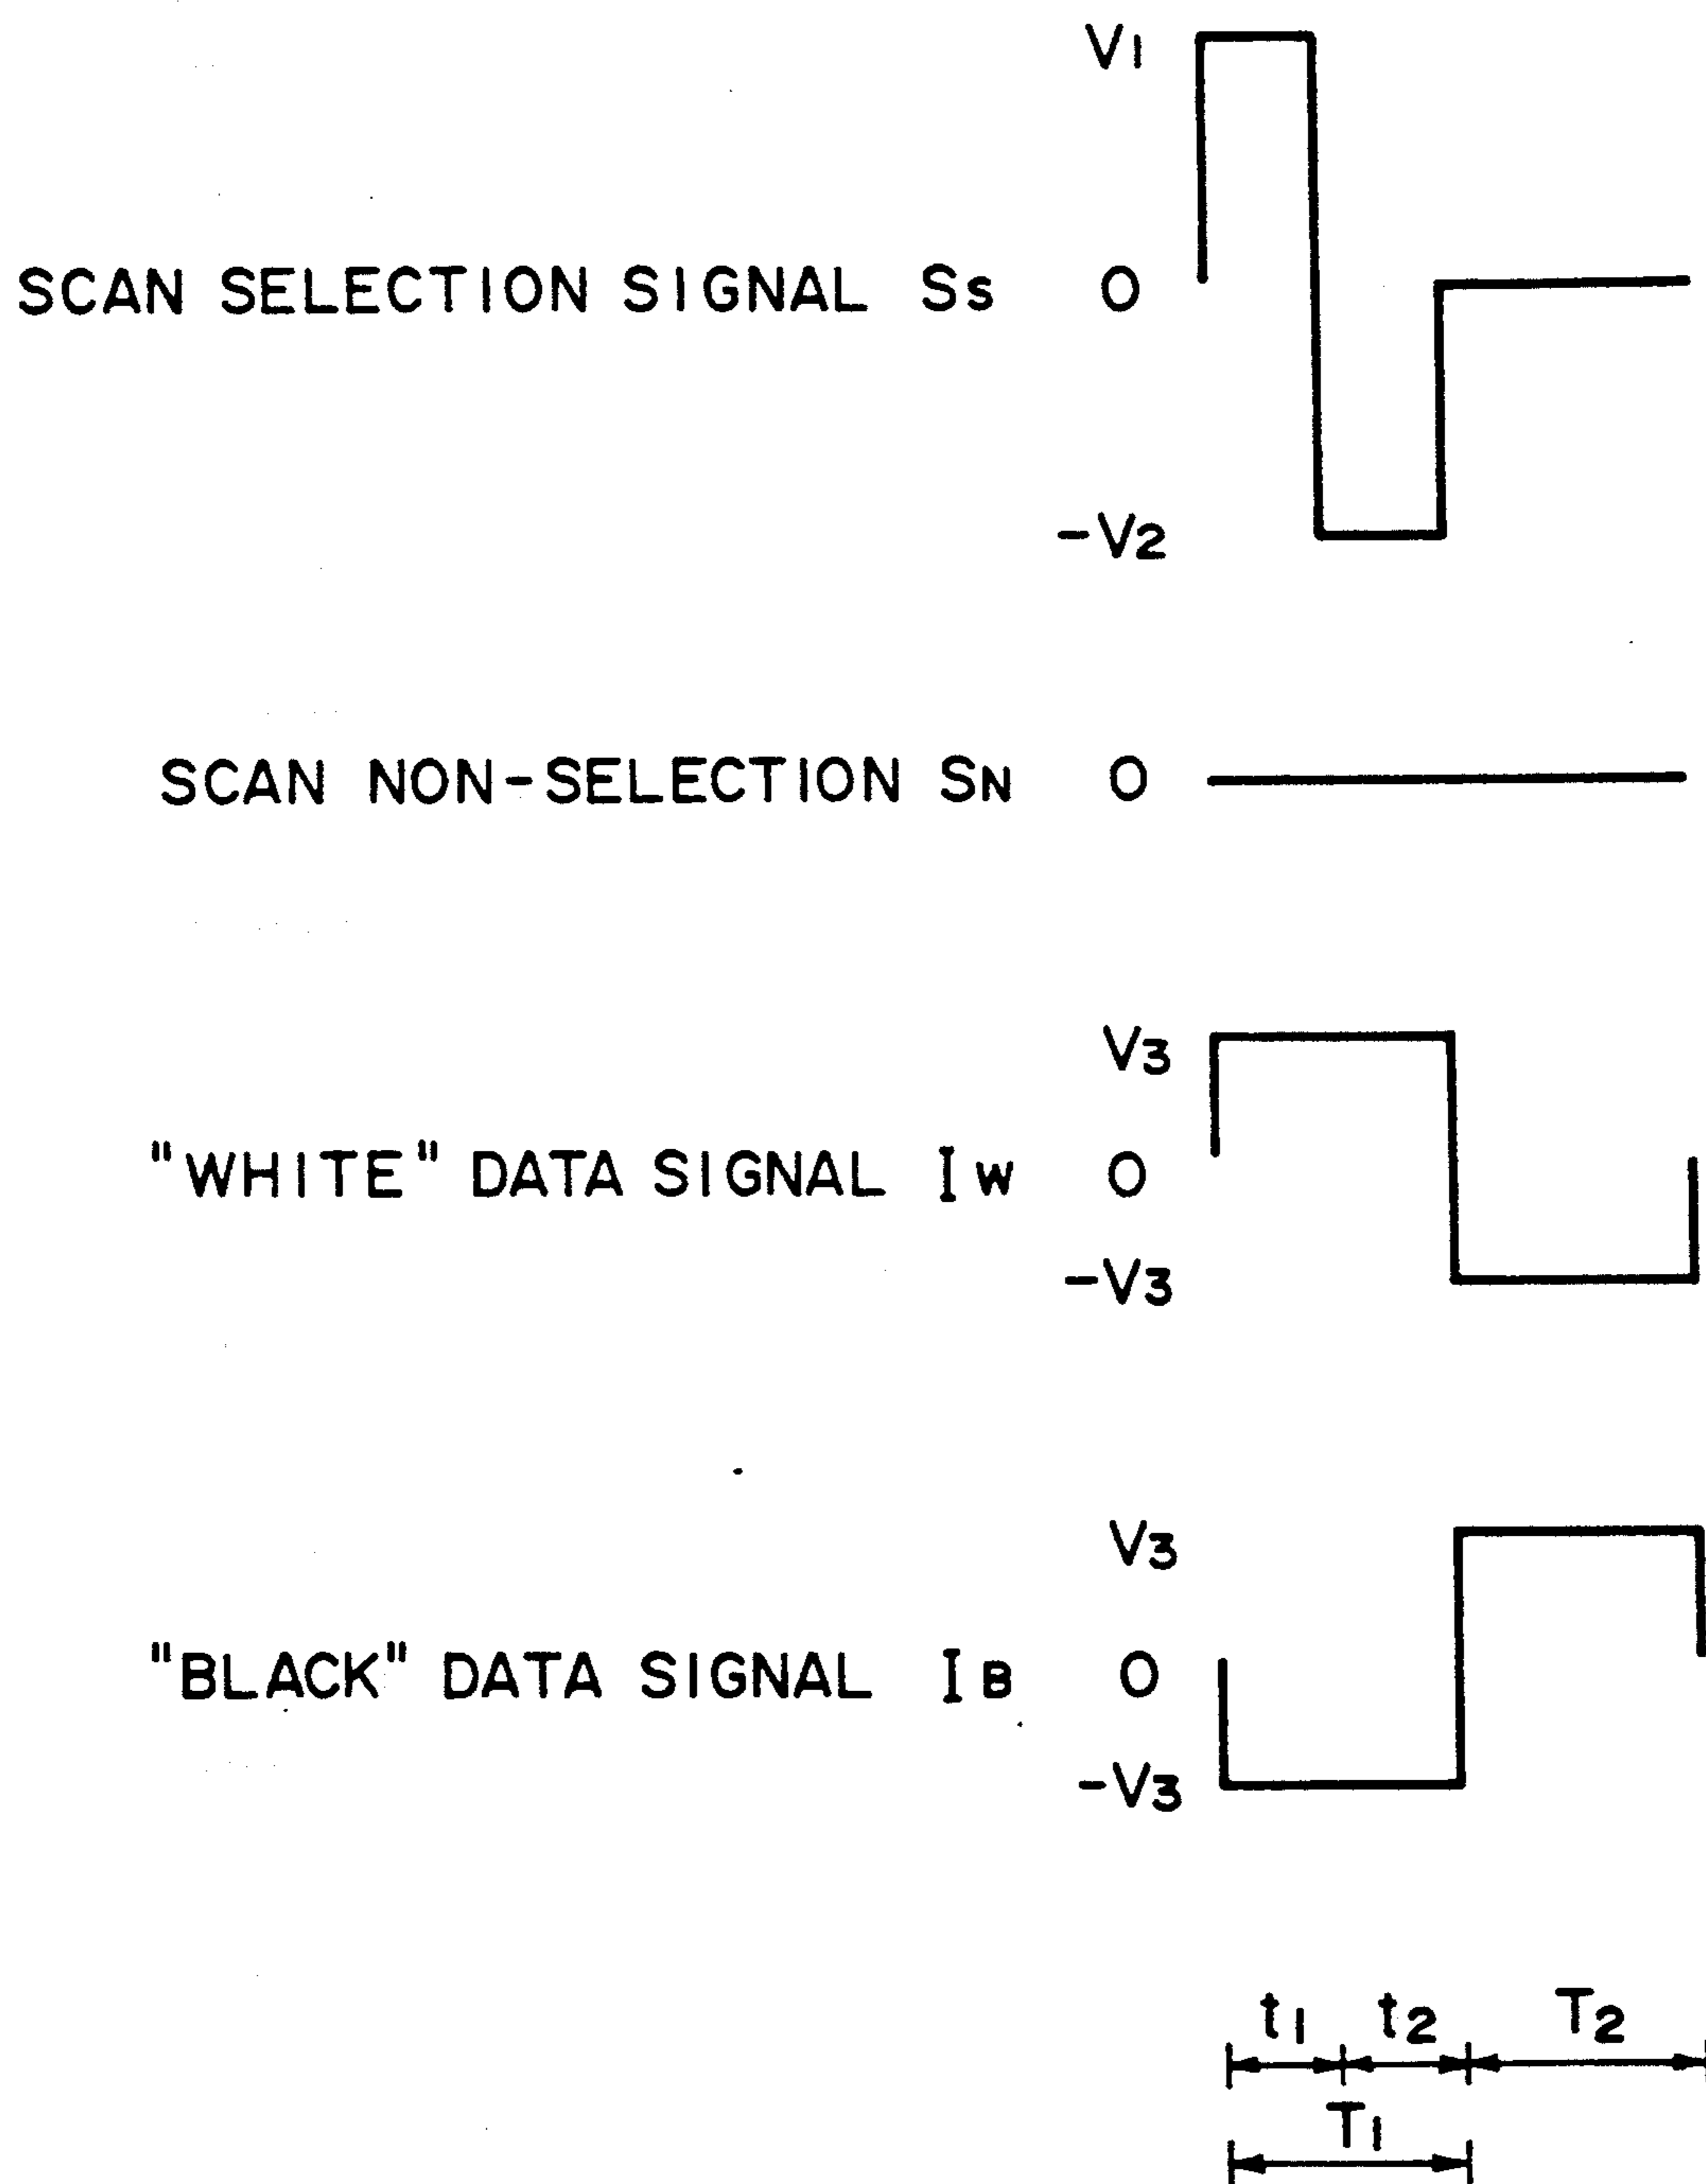 V1
SCAN SELECTION SIGNAL Ss 0
-V2
SCAN NON-SELECTION SN 0
V3
"WHITE" DATA SIGNAL IW 0
-V3
V3
"BLACK" DATA SIGNAL IB 0
-V3
t1 t2 T2
T1